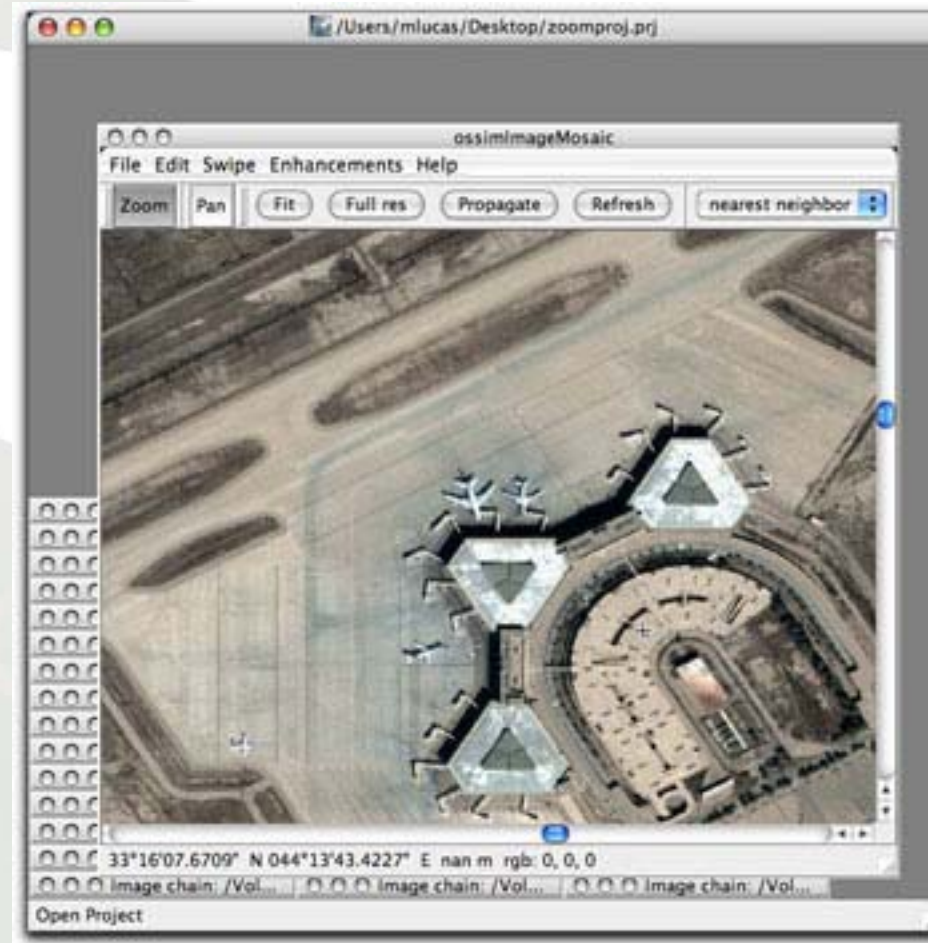 /Users/mlucas/Desktop/zoomproj.prj
ossimImageMosaic
File Edit Swipe Enhancements Help
Zoom Pan Fit Full res Propagate Refresh nearest neighbor
33°16'07.6709" N 044°13'43.4227" E nan m rgb: 0, 0, 0
Image chain: /Vol... Image chain: /Vol... Image chain: /Vol...
Open Project